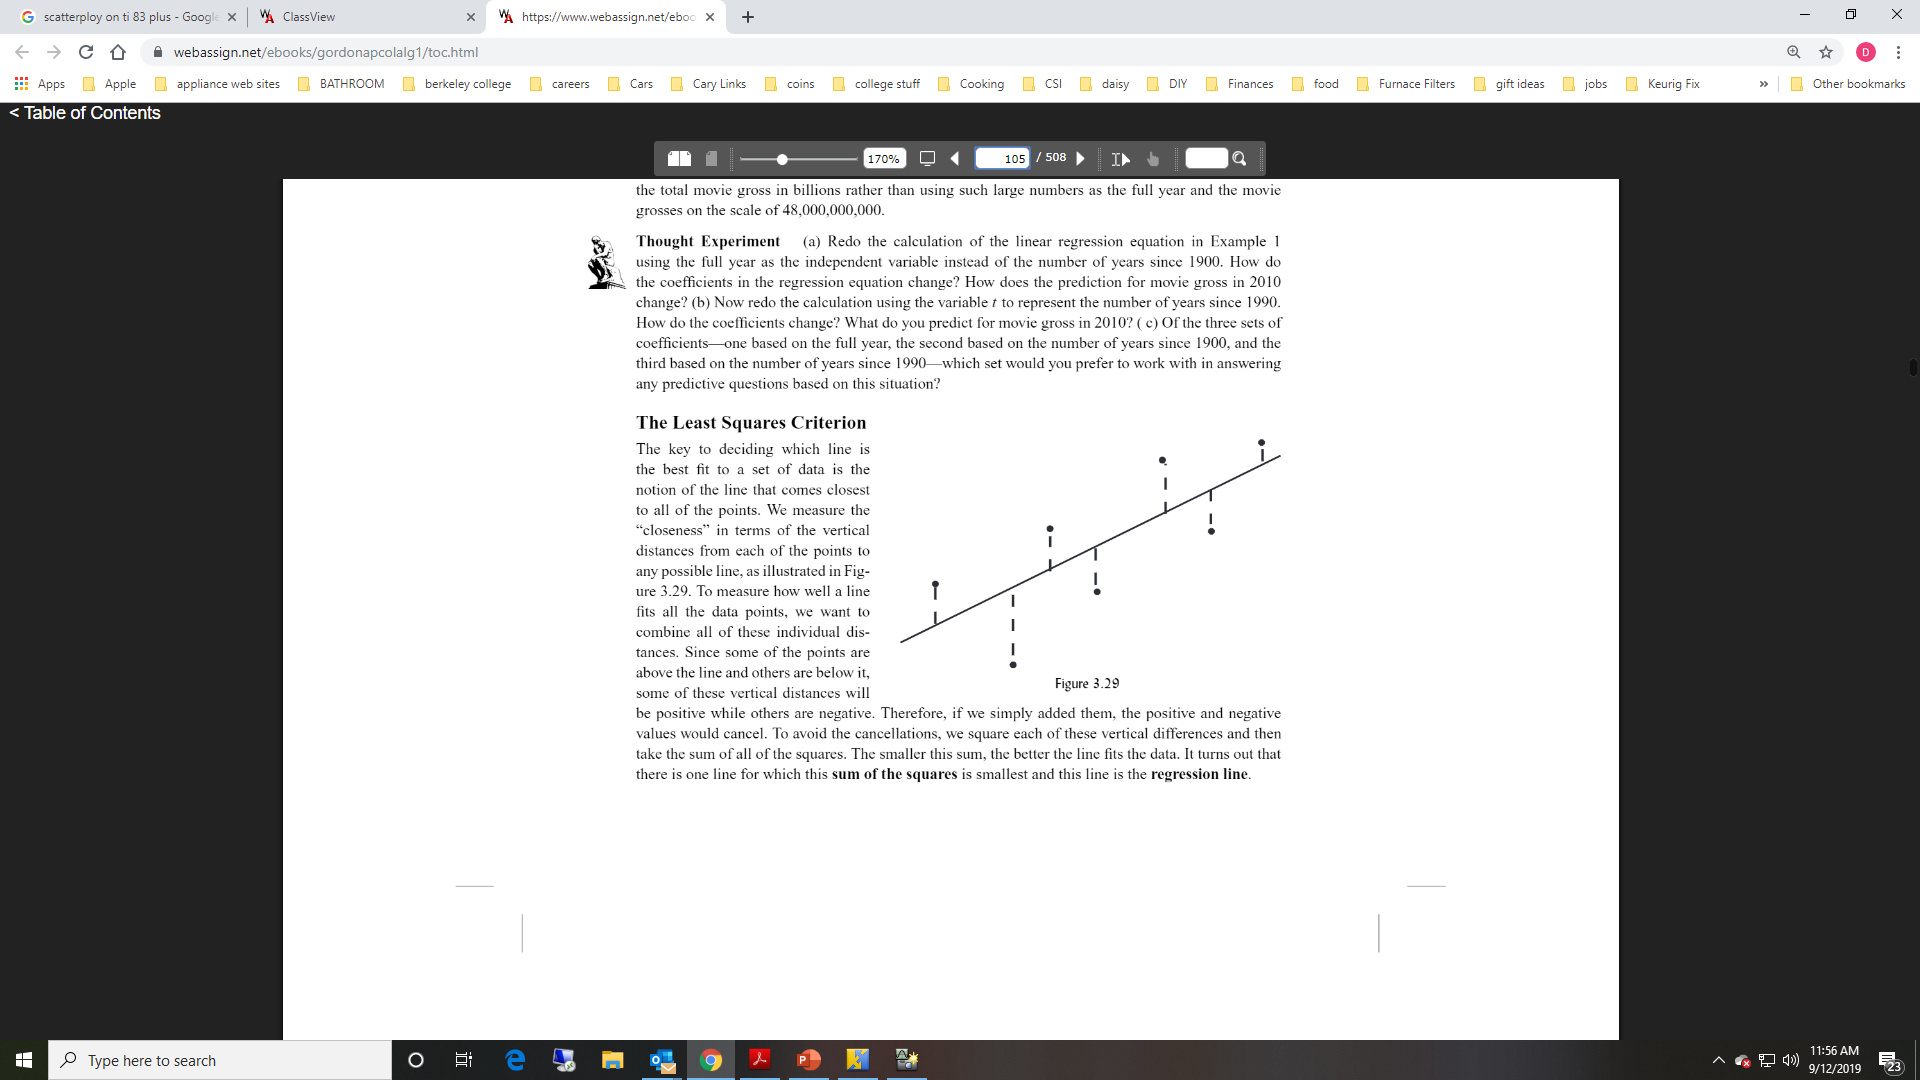 scatterploy on ti 83 plus - Google
ClassView
https://www.webassign.net/eboo
webassign.net/ebooks/gordonapcolalg1/toc.html
D
Apps Apple appliance web sites BATHROOM berkeley college careers Cars Cary Links coins college stuff Cooking CSI daisy DIY Finances food Furnace Filters gift ideas jobs Keurig Fix » Other bookmarks
< Table of Contents
170% 105 / 508
the total movie gross in billions rather than using such large numbers as the full year and the movie
grosses on the scale of 48,000,000,000.
Thought Experiment (a) Redo the calculation of the linear regression equation in Example 1
using the full year as the independent variable instead of the number of years since 1900. How do
the coefficients in the regression equation change? How does the prediction for movie gross in 2010
change? (b) Now redo the calculation using the variable t to represent the number of years since 1990.
How do the coefficients change? What do you predict for movie gross in 2010? ( c) Of the three sets of
coefficients—one based on the full year, the second based on the number of years since 1900, and the
third based on the number of years since 1990—which set would you prefer to work with in answering
any predictive questions based on this situation?
The Least Squares Criterion
The key to deciding which line is
the best fit to a set of data is the
notion of the line that comes closest
to all of the points. We measure the
“closeness” in terms of the vertical
distances from each of the points to
any possible line, as illustrated in Fig-
ure 3.29. To measure how well a line
fits all the data points, we want to
combine all of these individual dis-
tances. Since some of the points are
above the line and others are below it,
some of these vertical distances will
Figure 3.29
be positive while others are negative. Therefore, if we simply added them, the positive and negative
values would cancel. To avoid the cancellations, we square each of these vertical differences and then
take the sum of all of the squares. The smaller this sum, the better the line fits the data. It turns out that
there is one line for which this sum of the squares is smallest and this line is the regression line.
Type here to search
11:56 AM
9/12/2019
23